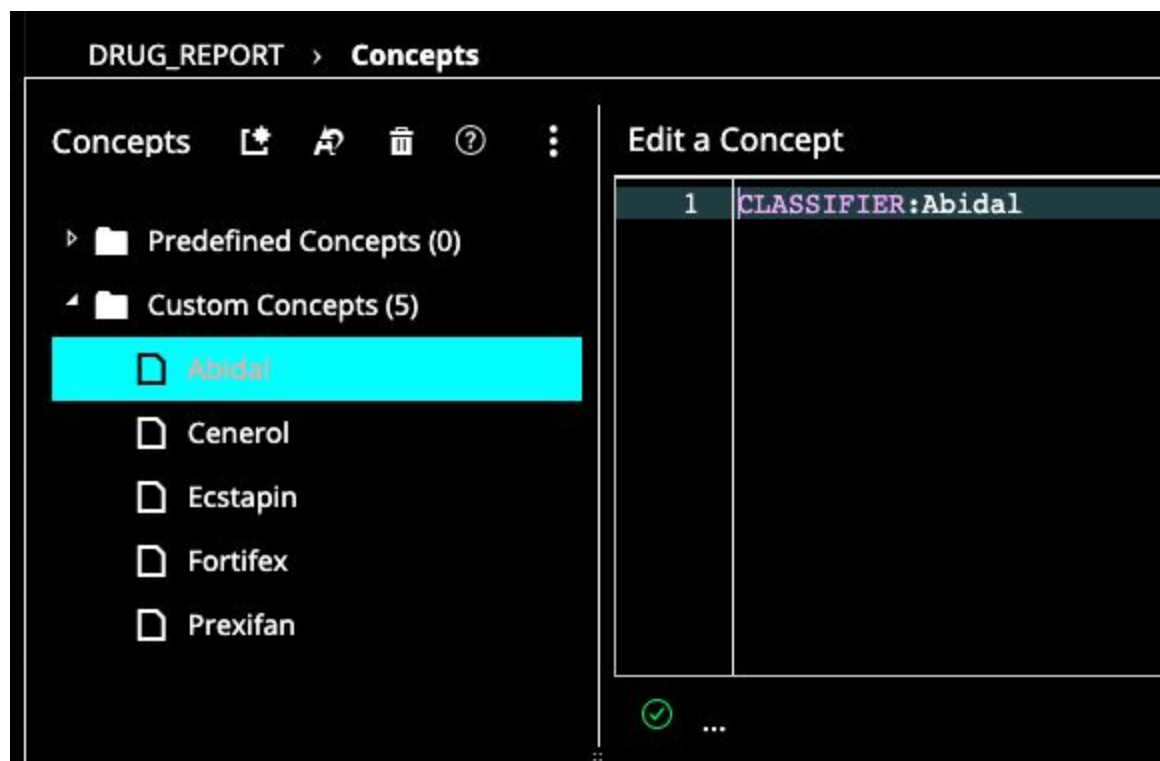 DRUG_REPORT › Concepts
Concepts
Edit a Concept
1 CLASSIFIER:Abidal
Predefined Concepts (0)
Custom Concepts (5)
Abidal
Cenerol
Ecstapin
Fortifex
Prexifan
...